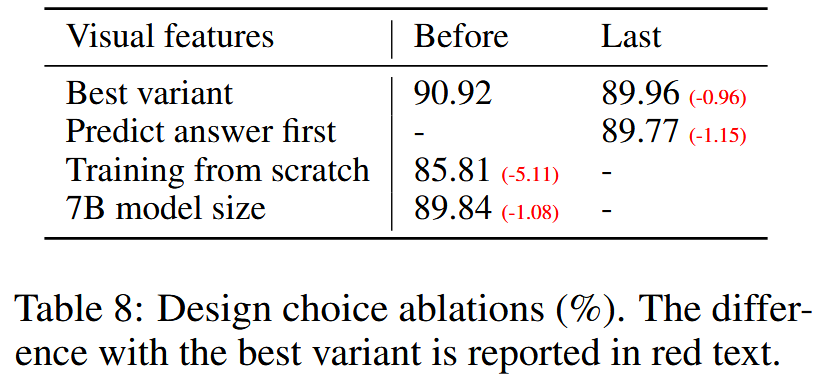 Visual features Before Last
Best variant 90.92 89.96 (-0.96)
Predict answer first - 89.77 (-1.15)
Training from scratch 85.81 (-5.11) -
7B model size 89.84 (-1.08) -
Table 8: Design choice ablations (%). The differ-
ence with the best variant is reported in red text.